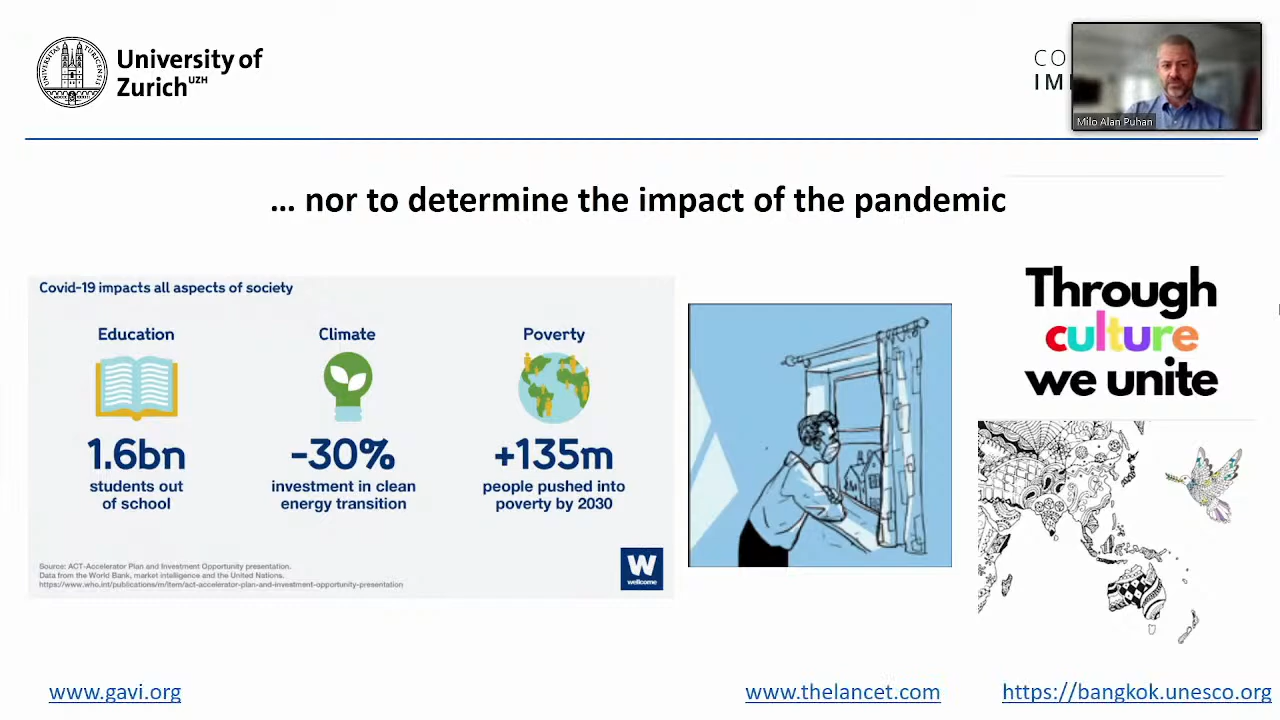 University of
Zurich UZH
CO
IM
Milo Alan Puhan
... nor to determine the impact of the pandemic
Covid-19 impacts all aspects of society
Education
Climate
Poverty
1.6bn
-30%
+135m
students out
of school
investment in clean
energy transition
people pushed into
poverty by 2030
Source: ACT-Accelerator Plan and Investment Opportunity presentation.
Data from the World Bank, market intelligence and the United Nations.
https://www.who.int/publications/m/item/act-accelerator-plan-and-investment-opportunity-presentation
W
wellcome
Through
culture
we unite
www.gavi.org
www.thelancet.com
https://bangkok.unesco.org